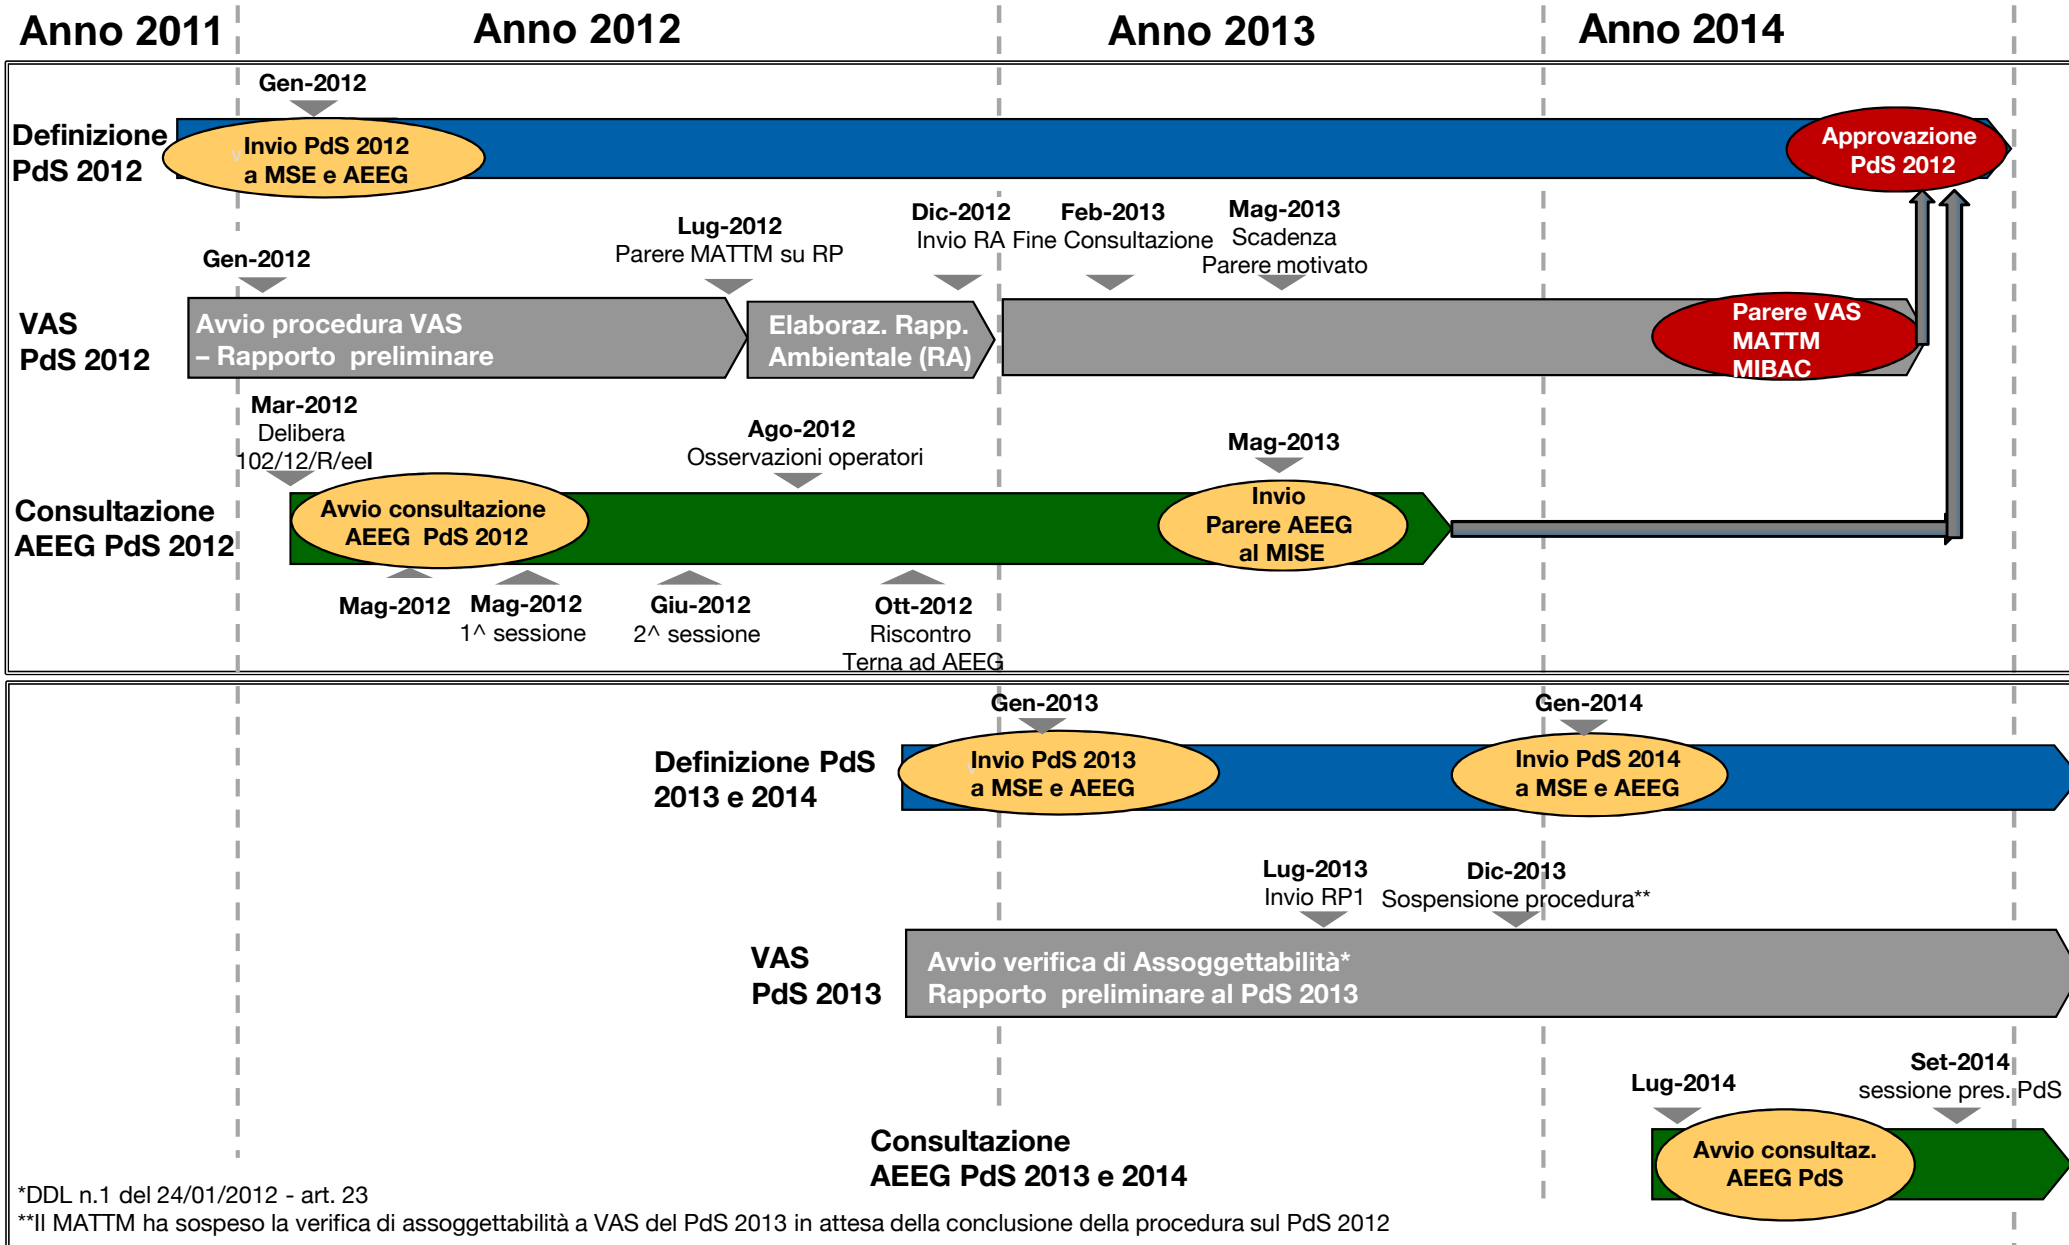 Anno 2011
Anno 2012
Anno 2013
Anno 2014
Gen-2012
Definizione
PdS 2012
Invio PdS 2012
a MSE e AEEG
Approvazione
PdS 2012
Gen-2012
Lug-2012
Parere MATTM su RP
Dic-2012
Invio RA
Feb-2013
Fine Consultazione
Mag-2013
Scadenza
Parere motivato
VAS
PdS 2012
Avvio procedura VAS
– Rapporto preliminare
Elaboraz. Rapp.
Ambientale (RA)
Parere VAS
MATTM
MIBAC
Mar-2012
Delibera
102/12/R/eel
Ago-2012
Osservazioni operatori
Mag-2013
Consultazione
AEEG PdS 2012
Avvio consultazione
AEEG PdS 2012
Invio
Parere AEEG
al MISE
Mag-2012
Mag-2012
1^ sessione
Giu-2012
2^ sessione
Ott-2012
Riscontro
Terna ad AEEG
Gen-2013
Gen-2014
Definizione PdS
2013 e 2014
Invio PdS 2013
a MSE e AEEG
Invio PdS 2014
a MSE e AEEG
Lug-2013
Invio RP1
Dic-2013
Sospensione procedura**
VAS
PdS 2013
Avvio verifica di Assoggettabilità*
Rapporto preliminare al PdS 2013
Lug-2014
Set-2014
sessione pres. PdS
Consultazione
AEEG PdS 2013 e 2014
Avvio consultaz.
AEEG PdS
*DDL n.1 del 24/01/2012 - art. 23
**Il MATTM ha sospeso la verifica di assoggettabilità a VAS del PdS 2013 in attesa della conclusione della procedura sul PdS 2012